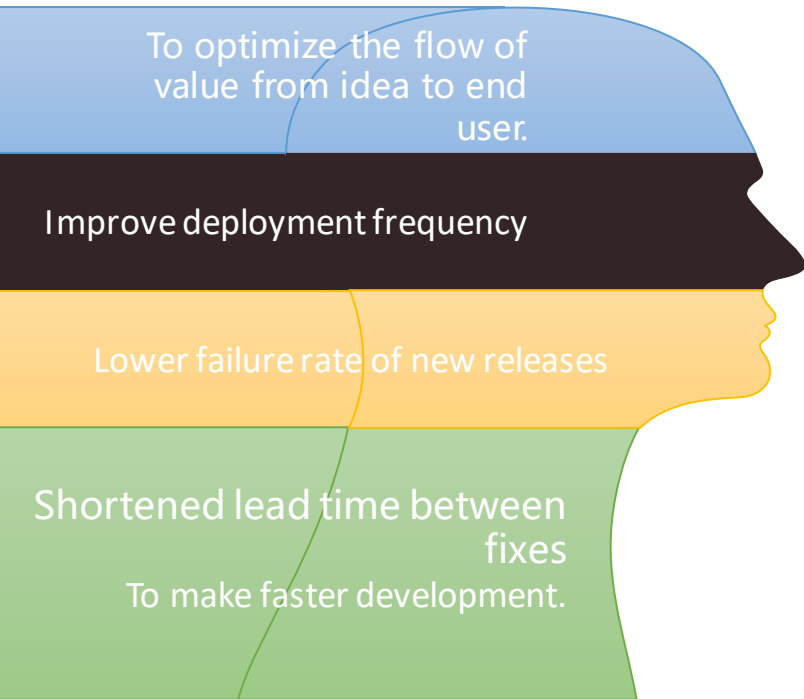 To optimize the flow of
value from idea to end
user.
Improve deployment frequency
Lower failure rate of new releases
Shortened lead time between
fixes
To make faster development.